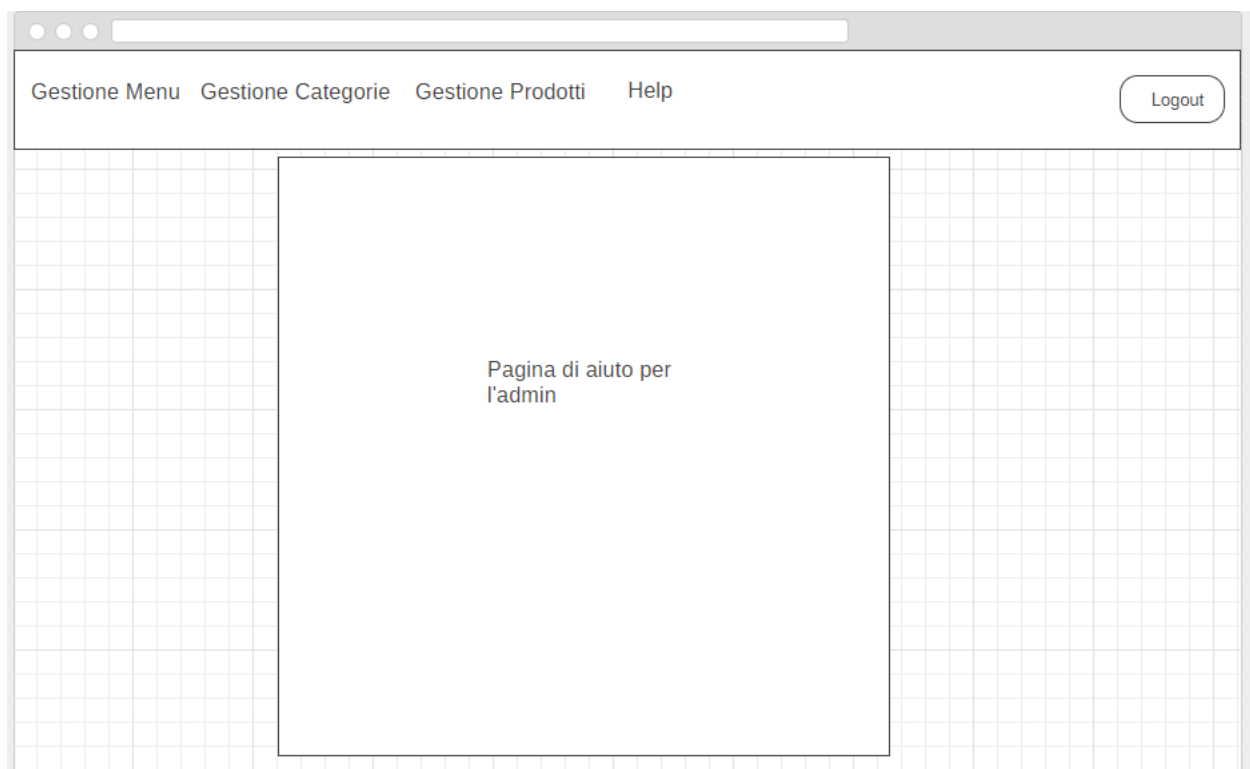 Gestione Menu Gestione Categorie Gestione Prodotti Help Logout
Pagina di aiuto per
l'admin